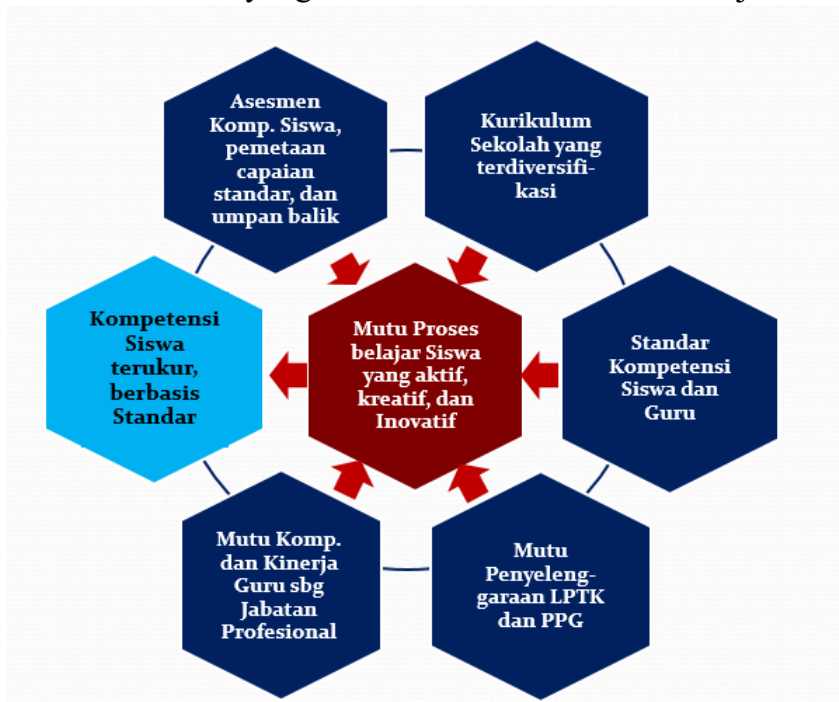 Asesmen
Komp. Siswa,
pemetaan
capaian
standar, dan
umpan balik
Kurikulum
Sekolah yang
terdiversifi-
kasi
Kompetensi
Siswa
terukur,
berbasis
Standar
Mutu Proses
belajar Siswa
yang aktif,
kreatif, dan
Inovatif
Standar
Kompetensi
Siswa dan
Guru
Mutu Komp.
dan Kinerja
Guru sbg
Jabatan
Profesional
Mutu
Penyeleng-
garaan LPTK
dan PPG